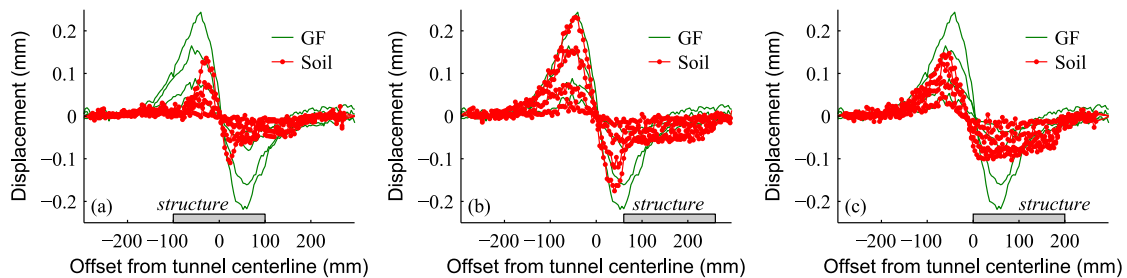 Displacement (mm)
0.2
0.1
0
−0.1
−0.2
GF
Soil
(a)
structure
−200 −100 0 100 200
Offset from tunnel centerline (mm)
Displacement (mm)
0.2
0.1
0
−0.1
−0.2
GF
Soil
(b)
structure
−200 −100 0 100 200
Offset from tunnel centerline (mm)
Displacement (mm)
0.2
0.1
0
−0.1
−0.2
GF
Soil
(c)
structure
−200 −100 0 100 200
Offset from tunnel centerline (mm)